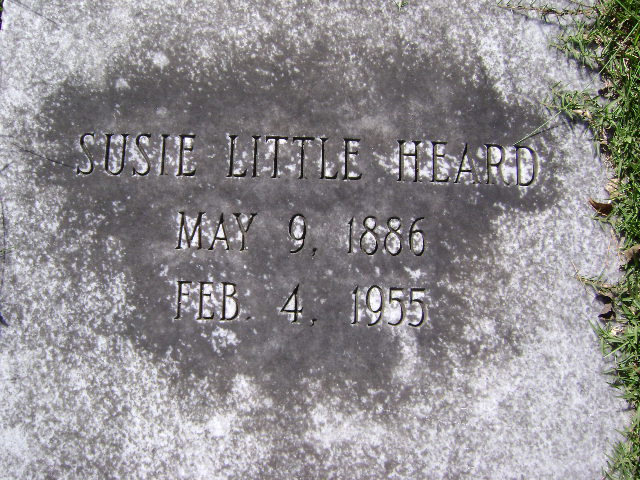 SUSIE LITTLE HEARD
MAY 9, 1886
FEB. 4, 1955